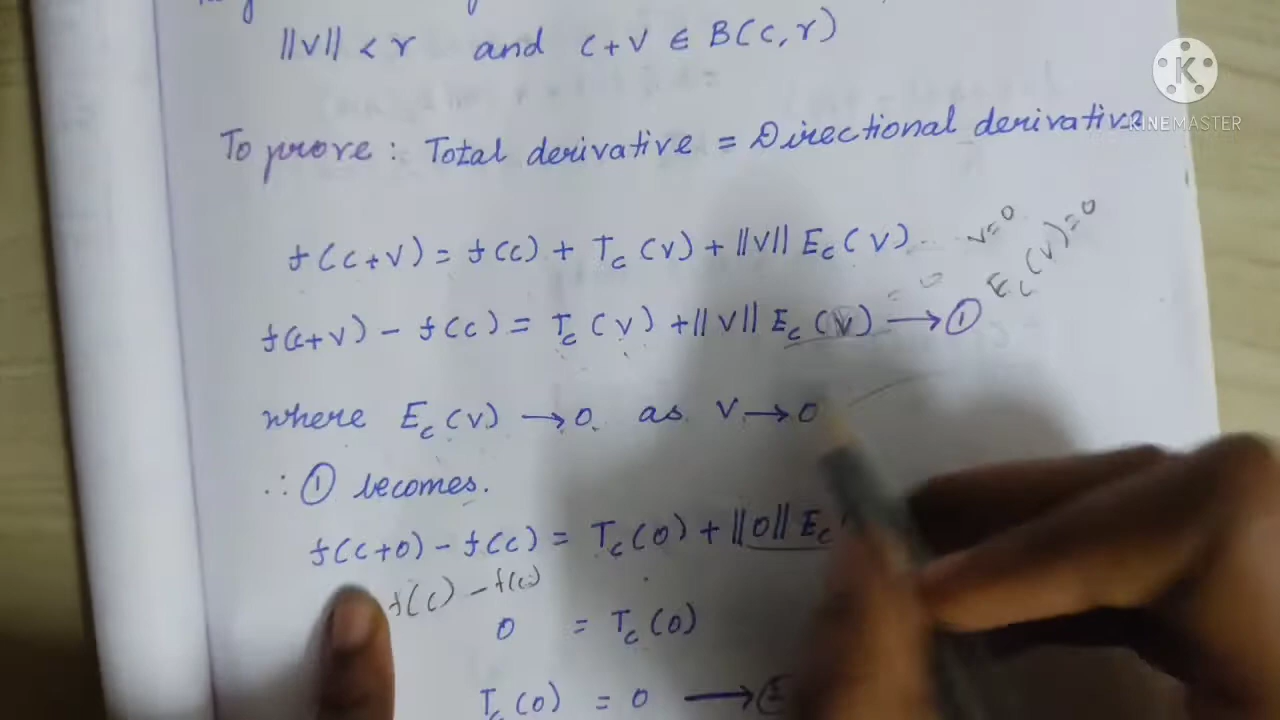 ||v|| < r and c+v ∈ B(c,r)
K
KINEMASTER
To prove: Total derivative = Directional derivative
f(c+v) = f(c) + T_c(v) + ||v|| E_c(v)
v=0
E_c(v)=0
= 0
f(c+v) - f(c) = T_c(v) + ||v|| E_c(v) → ①
where E_c(v) → 0 as v → 0
∴ ① becomes.
f(c+0) - f(c) = T_c(0) + ||0|| E_c
f(c) - f(c)
0 = T_c(0)
T_c(0) = 0 →